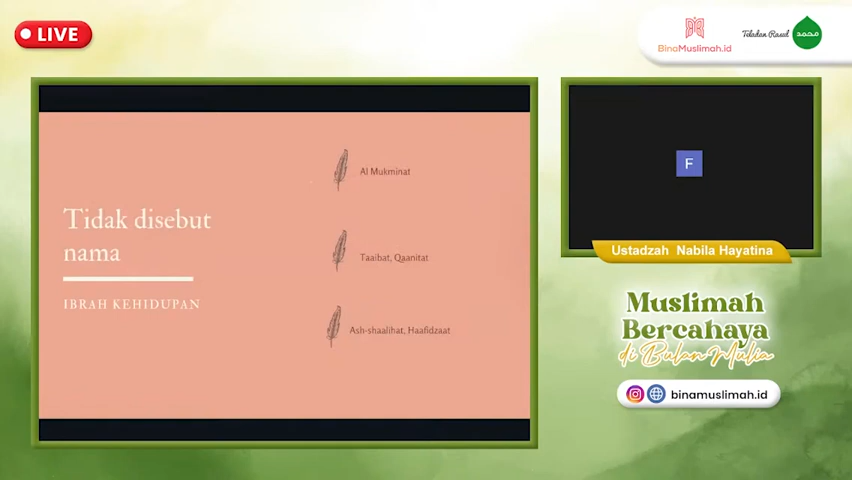 LIVE
BinaMuslimah.id
Teladan Rasul
محمد
Tidak disebut
nama
IBRAH KEHIDUPAN
Al Mukminat
Taaibat, Qaanitat
Ash-shaalihat, Haafidzaat
F
Ustadzah Nabila Hayatina
Muslimah
Bercahaya
di Bulan Mulia
binamuslimah.id